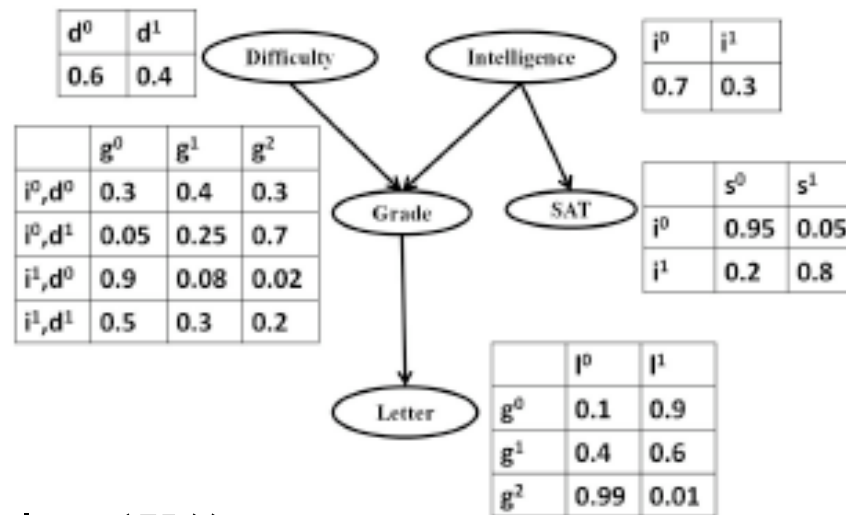 d⁰ d¹
0.6 0.4
Difficulty
Intelligence
i⁰ i¹
0.7 0.3
g⁰ g¹ g²
i⁰,d⁰ 0.3 0.4 0.3
i⁰,d¹ 0.05 0.25 0.7
i¹,d⁰ 0.9 0.08 0.02
i¹,d¹ 0.5 0.3 0.2
Grade
SAT
s⁰ s¹
i⁰ 0.95 0.05
i¹ 0.2 0.8
Letter
l⁰ l¹
g⁰ 0.1 0.9
g¹ 0.4 0.6
g² 0.99 0.01